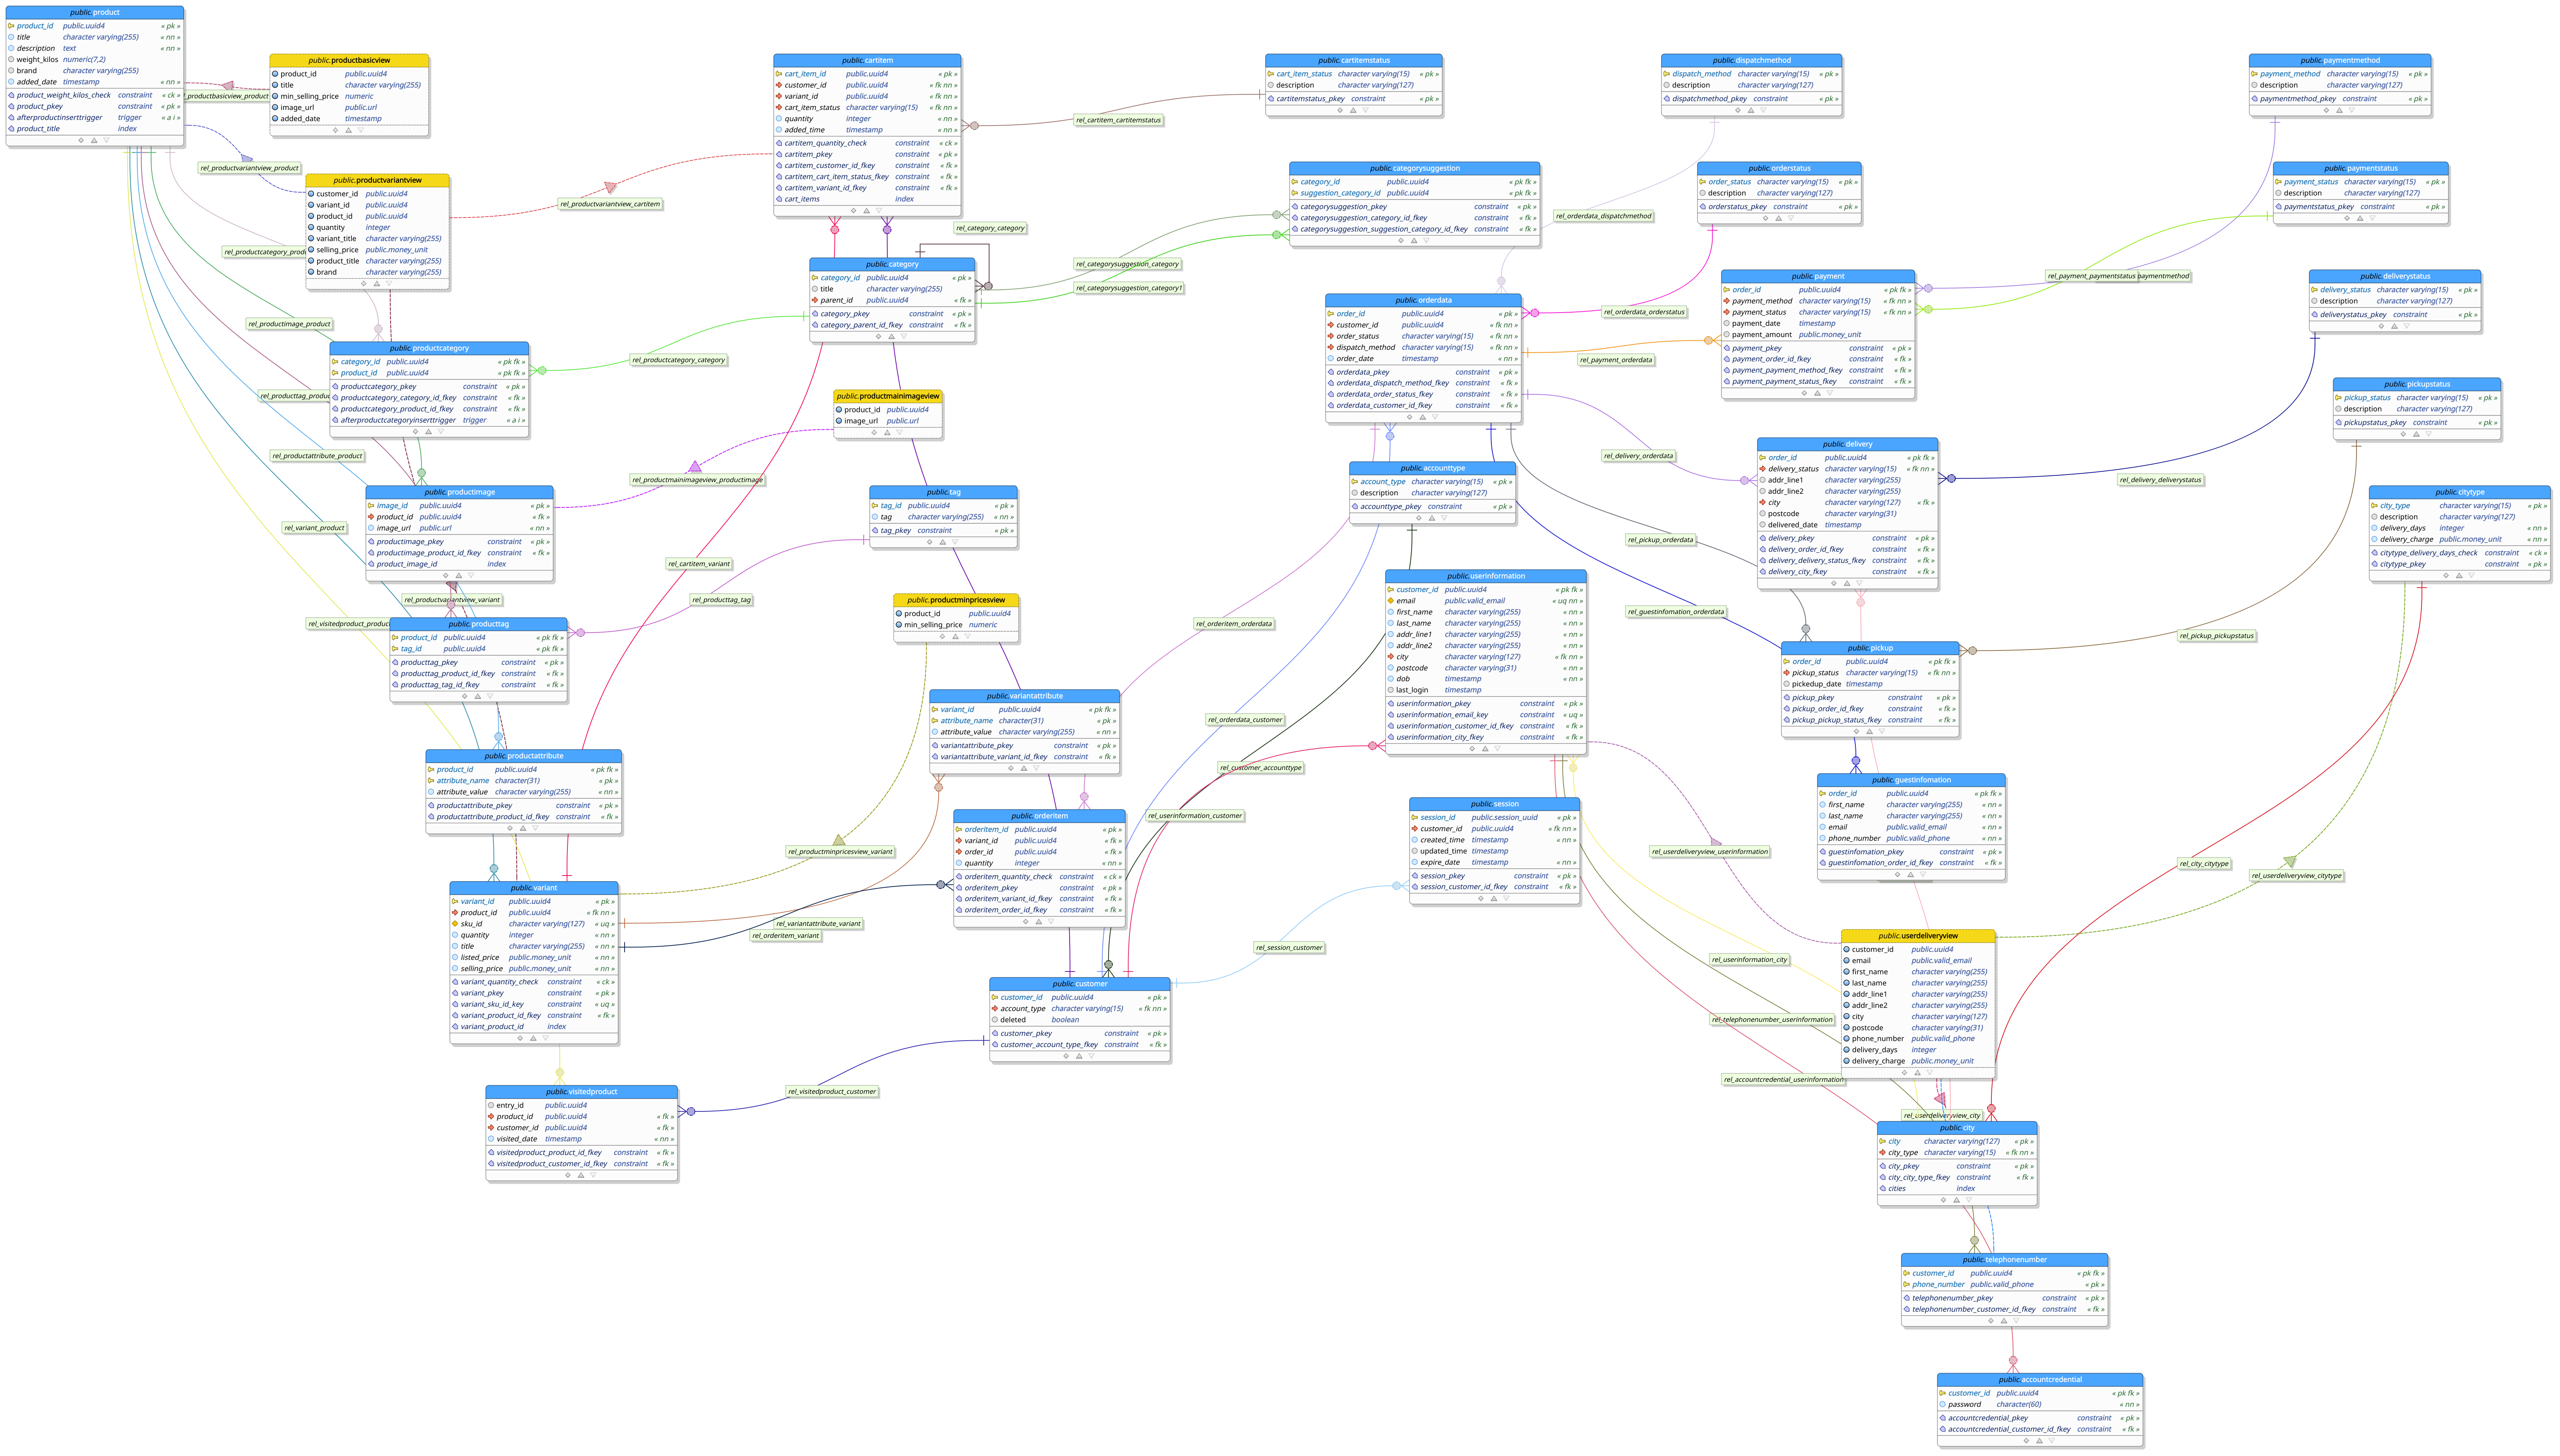 public.product
product_id public.uuid4 « pk »
title character varying(255) « nn »
description text « nn »
weight_kilos numeric(7,2)
brand character varying(255)
added_date timestamp « nn »
product_weight_kilos_check constraint « ck »
product_pkey constraint « pk »
afterproductinserttrigger trigger « a i »
product_title index
public.productbasicview
product_id public.uuid4
title character varying(255)
min_selling_price numeric
image_url public.url
added_date timestamp
rel_productvariantview_product
public.productvariantview
customer_id public.uuid4
variant_id public.uuid4
product_id public.uuid4
quantity integer
variant_title character varying(255)
selling_price public.money_unit
product_title character varying(255)
brand character varying(255)
public.cartitem
cart_item_id public.uuid4 « pk »
customer_id public.uuid4 « fk nn »
variant_id public.uuid4 « fk nn »
cart_item_status character varying(15) « fk nn »
quantity integer « nn »
added_time timestamp « nn »
cartitem_quantity_check constraint « ck »
cartitem_pkey constraint « pk »
cartitem_customer_id_fkey constraint « fk »
cartitem_cart_item_status_fkey constraint « fk »
cartitem_variant_id_fkey constraint « fk »
cart_items index
rel_productvariantview_cartitem
rel_cartitem_cartitemstatus
rel_category_category
public.cartitemstatus
cart_item_status character varying(15) « pk »
description character varying(127)
cartitemstatus_pkey constraint « pk »
public.dispatchmethod
dispatch_method character varying(15) « pk »
description character varying(127)
dispatchmethod_pkey constraint « pk »
public.paymentmethod
payment_method character varying(15) « pk »
description character varying(127)
paymentmethod_pkey constraint « pk »
public.categorysuggestion
category_id public.uuid4 « pk fk »
suggestion_category_id public.uuid4 « pk fk »
categorysuggestion_pkey constraint « pk »
categorysuggestion_category_id_fkey constraint « fk »
categorysuggestion_suggestion_category_id_fkey constraint « fk »
rel_orderdata_dispatchmethod
public.orderstatus
order_status character varying(15) « pk »
description character varying(127)
orderstatus_pkey constraint « pk »
public.paymentstatus
payment_status character varying(15) « pk »
description character varying(127)
paymentstatus_pkey constraint « pk »
public.category
category_id public.uuid4 « pk »
title character varying(255)
parent_id public.uuid4 « fk »
category_pkey constraint « pk »
category_parent_id_fkey constraint « fk »
rel_categorysuggestion_category
rel_categorysuggestion_category1
public.orderdata
order_id public.uuid4 « pk »
customer_id public.uuid4 « fk nn »
order_status character varying(15) « fk nn »
dispatch_method character varying(15) « fk nn »
order_date timestamp « nn »
orderdata_pkey constraint « pk »
orderdata_dispatch_method_fkey constraint « fk »
orderdata_order_status_fkey constraint « fk »
orderdata_customer_id_fkey constraint « fk »
rel_orderdata_orderstatus
rel_payment_orderdata
public.payment
order_id public.uuid4 « pk fk »
payment_method character varying(15) « fk nn »
payment_status character varying(15) « fk nn »
payment_date timestamp
payment_amount public.money_unit
payment_pkey constraint « pk »
payment_order_id_fkey constraint « fk »
payment_payment_method_fkey constraint « fk »
payment_payment_status_fkey constraint « fk »
rel_payment_paymentstatus
public.deliverystatus
delivery_status character varying(15) « pk »
description character varying(127)
deliverystatus_pkey constraint « pk »
rel_productimage_product
public.productcategory
category_id public.uuid4 « pk fk »
product_id public.uuid4 « pk fk »
productcategory_pkey constraint « pk »
productcategory_category_id_fkey constraint « fk »
productcategory_product_id_fkey constraint « fk »
afterproductcategoryinserttrigger trigger « a i »
rel_productcategory_category
public.productmainimageview
product_id public.uuid4
image_url public.url
public.pickupstatus
pickup_status character varying(15) « pk »
description character varying(127)
pickupstatus_pkey constraint « pk »
rel_productattribute_product
rel_productmainimageview_productimage
public.accounttype
account_type character varying(15) « pk »
description character varying(127)
accounttype_pkey constraint « pk »
rel_delivery_orderdata
public.delivery
order_id public.uuid4 « pk fk »
delivery_status character varying(15) « fk nn »
addr_line1 character varying(255)
addr_line2 character varying(255)
city character varying(127) « fk »
postcode character varying(31)
delivered_date timestamp
delivery_pkey constraint « pk »
delivery_order_id_fkey constraint « fk »
delivery_delivery_status_fkey constraint « fk »
delivery_city_fkey constraint « fk »
rel_delivery_deliverystatus
public.citytype
city_type character varying(15) « pk »
description character varying(127)
delivery_days integer « nn »
delivery_charge public.money_unit « nn »
citytype_delivery_days_check constraint « ck »
citytype_pkey constraint « pk »
public.productimage
image_id public.uuid4 « pk »
product_id public.uuid4 « fk »
image_url public.url « nn »
productimage_pkey constraint « pk »
productimage_product_id_fkey constraint « fk »
product_image_id index
rel_variant_product
public.tag
tag_id public.uuid4 « pk »
tag character varying(255) « nn »
tag_pkey constraint « pk »
rel_cartitem_variant
rel_producttag_tag
rel_pickup_orderdata
rel_productvariantview_variant
public.productminpricesview
product_id public.uuid4
min_selling_price numeric
rel_orderitem_orderdata
public.userinformation
customer_id public.uuid4 « pk fk »
email public.valid_email « uq nn »
first_name character varying(255) « nn »
last_name character varying(255) « nn »
addr_line1 character varying(255) « nn »
addr_line2 character varying(255) « nn »
city character varying(127) « fk nn »
postcode character varying(31) « nn »
dob timestamp « nn »
last_login timestamp
userinformation_pkey constraint « pk »
userinformation_email_key constraint « uq »
userinformation_customer_id_fkey constraint « fk »
userinformation_city_fkey constraint « fk »
rel_guestinfomation_orderdata
public.pickup
order_id public.uuid4 « pk fk »
pickup_status character varying(15) « fk nn »
pickedup_date timestamp
pickup_pkey constraint « pk »
pickup_order_id_fkey constraint « fk »
pickup_pickup_status_fkey constraint « fk »
rel_pickup_pickupstatus
public.producttag
product_id public.uuid4 « pk fk »
tag_id public.uuid4 « pk fk »
producttag_pkey constraint « pk »
producttag_product_id_fkey constraint « fk »
producttag_tag_id_fkey constraint « fk »
public.variantattribute
variant_id public.uuid4 « pk fk »
attribute_name character(31) « pk »
attribute_value character varying(255) « nn »
variantattribute_pkey constraint « pk »
variantattribute_variant_id_fkey constraint « fk »
rel_orderdata_customer
rel_customer_accounttype
rel_userinformation_customer
public.productattribute
product_id public.uuid4 « pk fk »
attribute_name character(31) « pk »
attribute_value character varying(255) « nn »
productattribute_pkey constraint « pk »
productattribute_product_id_fkey constraint « fk »
rel_productminpricesview_variant
public.orderitem
orderitem_id public.uuid4 « pk »
variant_id public.uuid4 « fk »
order_id public.uuid4 « fk »
quantity integer « nn »
orderitem_quantity_check constraint « ck »
orderitem_pkey constraint « pk »
orderitem_variant_id_fkey constraint « fk »
orderitem_order_id_fkey constraint « fk »
public.session
session_id public.session_uuid « pk »
customer_id public.uuid4 « fk nn »
created_time timestamp « nn »
updated_time timestamp
expire_date timestamp « nn »
session_pkey constraint « pk »
session_customer_id_fkey constraint « fk »
rel_userdeliveryview_userinformation
public.guestinfomation
order_id public.uuid4 « pk fk »
first_name character varying(255) « nn »
last_name character varying(255) « nn »
email public.valid_email « nn »
phone_number public.valid_phone « nn »
guestinfomation_pkey constraint « pk »
guestinfomation_order_id_fkey constraint « fk »
rel_city_citytype
rel_userdeliveryview_citytype
public.variant
variant_id public.uuid4 « pk »
product_id public.uuid4 « fk nn »
sku_id character varying(127) « uq »
quantity integer « nn »
title character varying(255) « nn »
listed_price public.money_unit « nn »
selling_price public.money_unit « nn »
variant_quantity_check constraint « ck »
variant_pkey constraint « pk »
variant_sku_id_key constraint « uq »
variant_product_id_fkey constraint « fk »
variant_product_id index
rel_variantattribute_variant
rel_orderitem_variant
rel_session_customer
public.customer
customer_id public.uuid4 « pk »
account_type character varying(15) « fk nn »
deleted boolean
customer_pkey constraint « pk »
customer_account_type_fkey constraint « fk »
rel_userinformation_city
rel_telephonenumber_userinformation
rel_accountcredential_userinformation
public.userdeliveryview
customer_id public.uuid4
email public.valid_email
first_name character varying(255)
last_name character varying(255)
addr_line1 character varying(255)
addr_line2 character varying(255)
city character varying(127)
postcode character varying(31)
phone_number public.valid_phone
delivery_days integer
delivery_charge public.money_unit
rel_visitedproduct_customer
public.visitedproduct
entry_id public.uuid4
product_id public.uuid4 « fk »
customer_id public.uuid4 « fk »
visited_date timestamp « nn »
visitedproduct_product_id_fkey constraint « fk »
visitedproduct_customer_id_fkey constraint « fk »
rel_userdeliveryview_city
public.city
city character varying(127) « pk »
city_type character varying(15) « fk nn »
city_pkey constraint « pk »
city_city_type_fkey constraint « fk »
cities index
public.telephonenumber
customer_id public.uuid4 « pk fk »
phone_number public.valid_phone « pk »
telephonenumber_pkey constraint « pk »
telephonenumber_customer_id_fkey constraint « fk »
public.accountcredential
customer_id public.uuid4 « pk fk »
password character(60) « nn »
accountcredential_pkey constraint « pk »
accountcredential_customer_id_fkey constraint « fk »